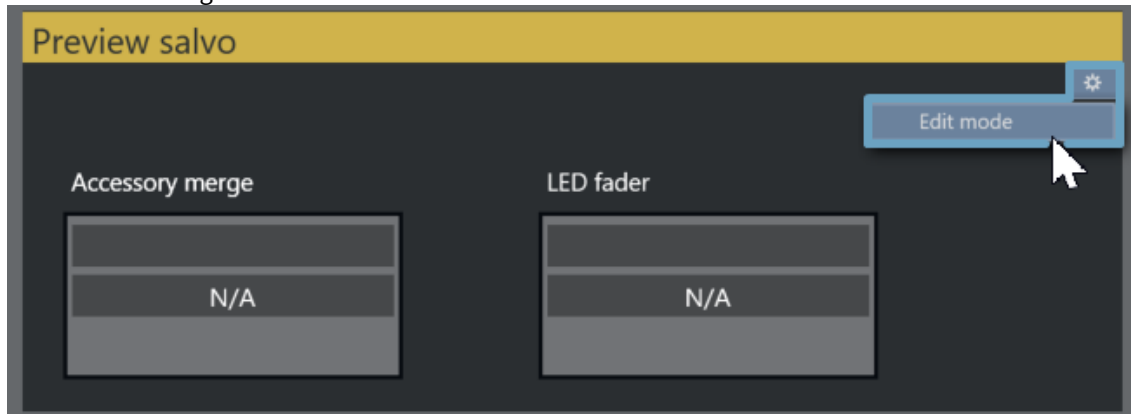 Preview salvo
Edit mode
Accessory merge
LED fader
N/A
N/A